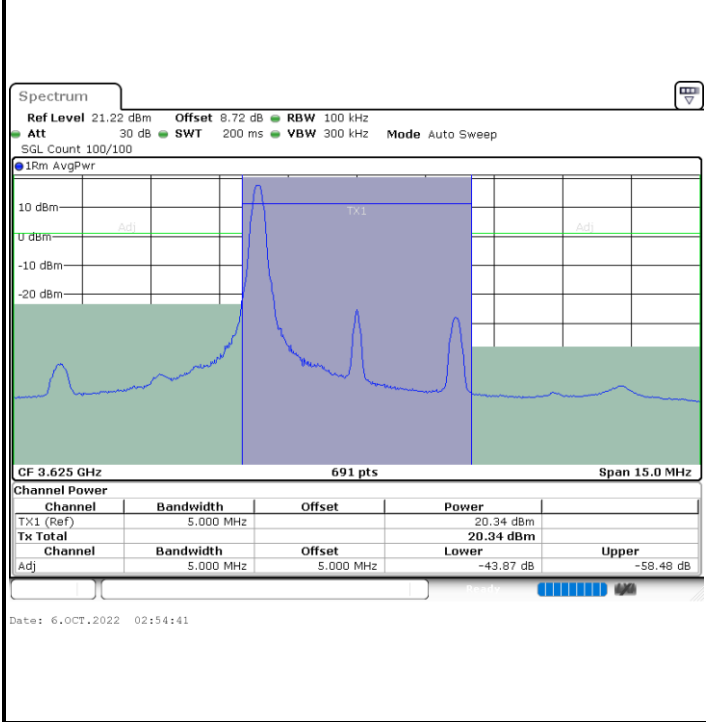 Spectrum
Ref Level 21.22 dBm Offset 8.72 dB RBW 100 kHz
Att 30 dB SWT 200 ms VBW 300 kHz Mode Auto Sweep
SGL Count 100/100
1Rm AvgPwr
10 dBm
TX1
Adj Adj
0 dBm
-10 dBm
-20 dBm
CF 3.625 GHz 691 pts Span 15.0 MHz
Channel Power
Channel Bandwidth Offset Power
TX1 (Ref) 5.000 MHz 20.34 dBm
Tx Total 20.34 dBm
Channel Bandwidth Offset Lower Upper
Adj 5.000 MHz 5.000 MHz -43.87 dB -58.48 dB
Ready
Date: 6.OCT.2022 02:54:41